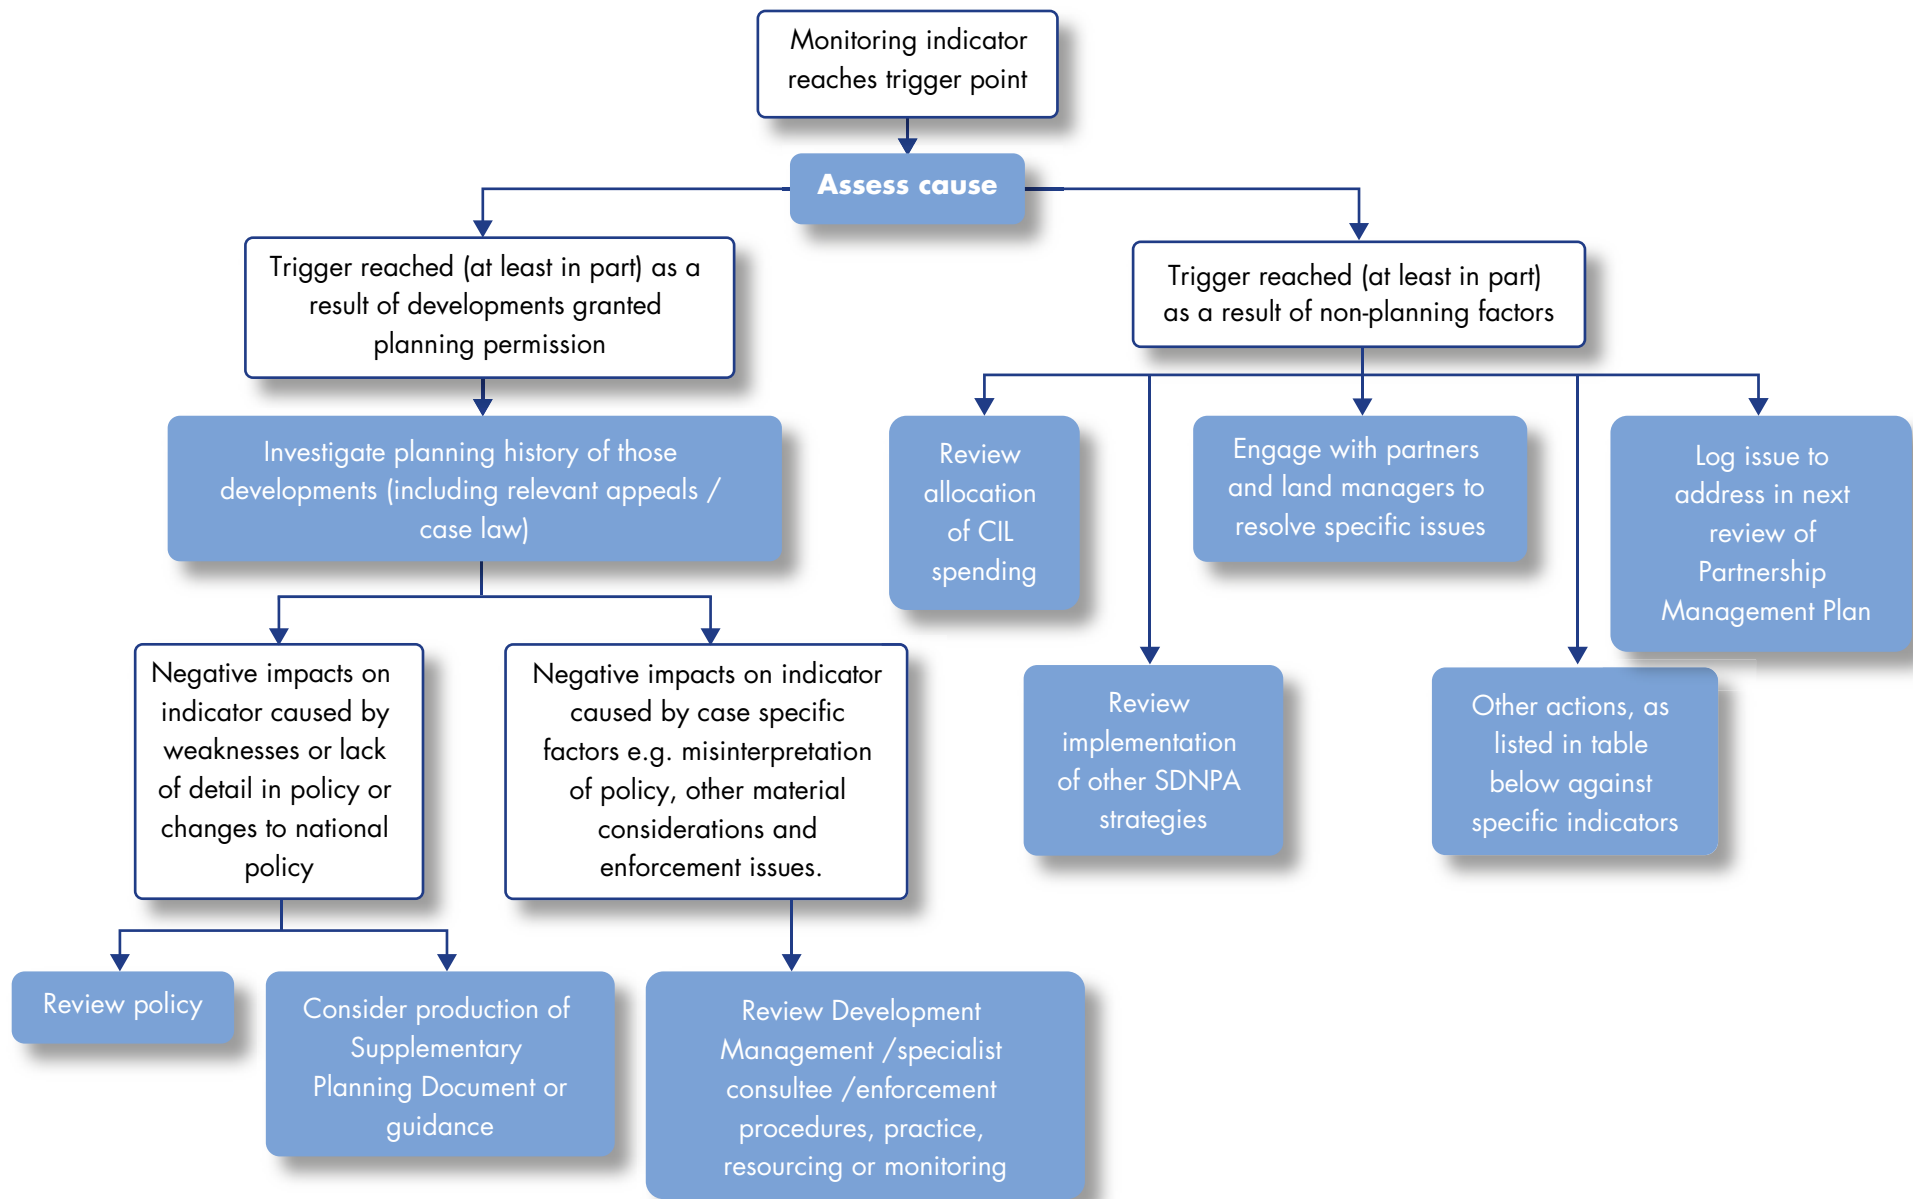 Monitoring indicator
reaches trigger point
Assess cause
Trigger reached (at least in part) as a
result of developments granted
planning permission
Trigger reached (at least in part)
as a result of non-planning factors
Investigate planning history of those
developments (including relevant appeals /
case law)
Review
allocation
of CIL
spending
Engage with partners
and land managers to
resolve specific issues
Log issue to
address in next
review of
Partnership
Management Plan
Negative impacts on
indicator caused by
weaknesses or lack
of detail in policy or
changes to national
policy
Negative impacts on indicator
caused by case specific
factors e.g. misinterpretation
of policy, other material
considerations and
enforcement issues.
Review
implementation
of other SDNPA
strategies
Other actions, as
listed in table
below against
specific indicators
Review policy
Consider production of
Supplementary
Planning Document or
guidance
Review Development
Management /specialist
consultee /enforcement
procedures, practice,
resourcing or monitoring